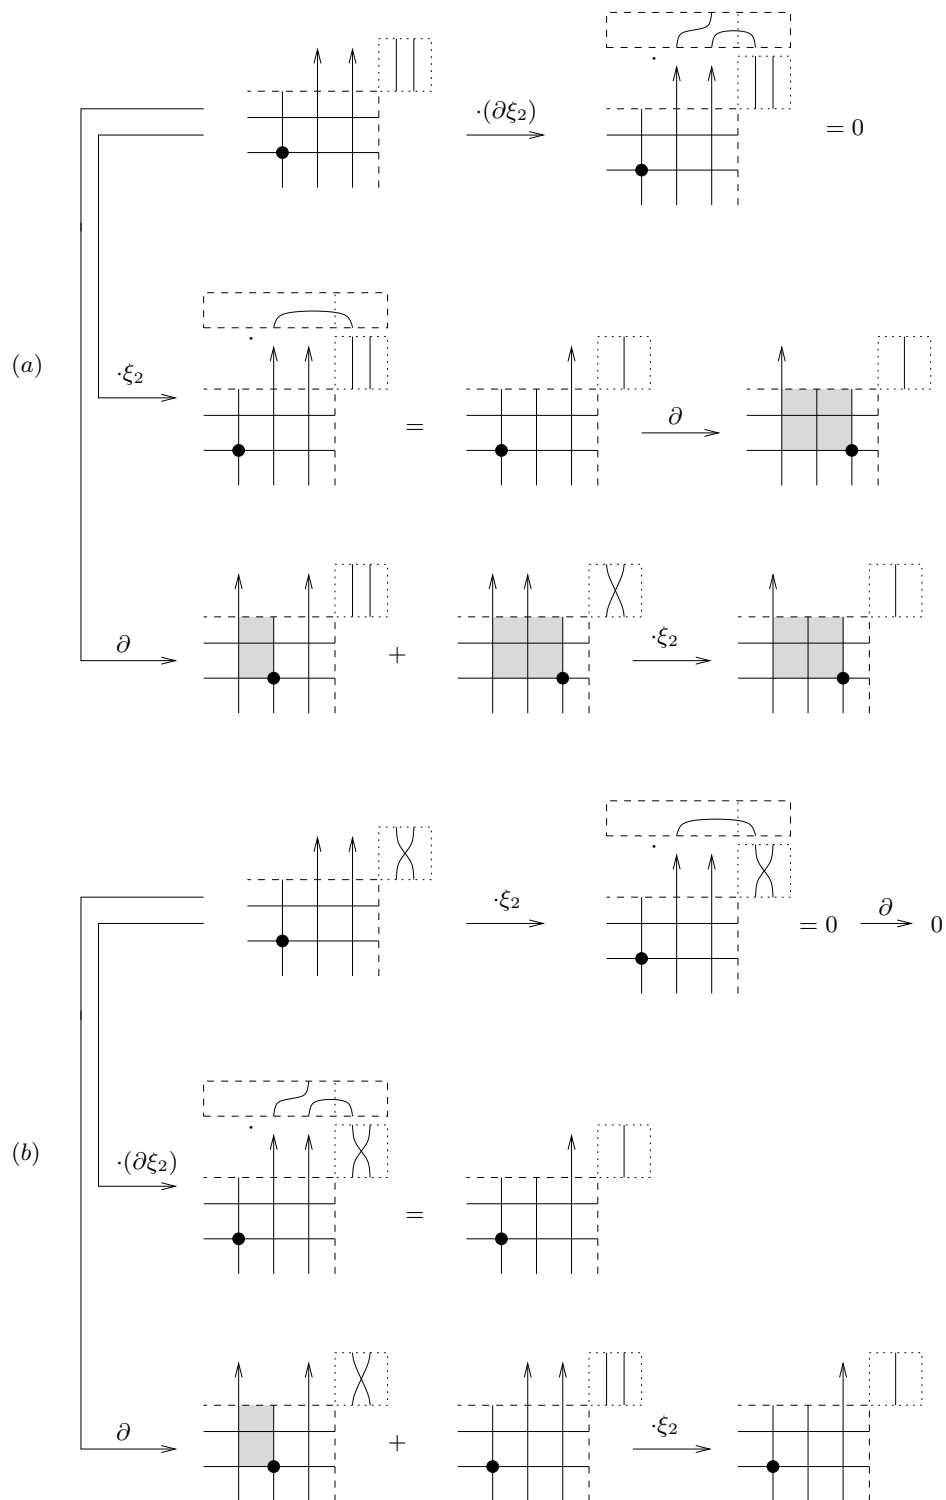 ·(∂ξ₂)
= 0
(a)
·ξ₂
=
∂
∂
+
·ξ₂
·ξ₂
= 0
∂
0
(b)
·(∂ξ₂)
=
∂
+
·ξ₂